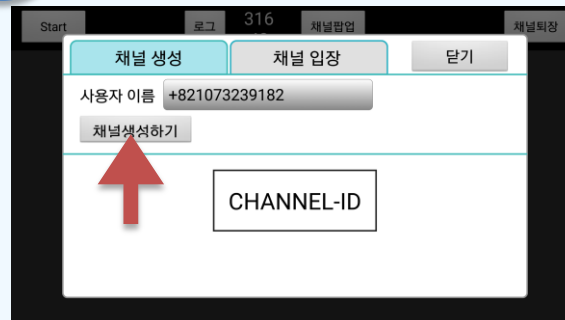 Start 로그 316 채널팝업 채널퇴장
채널 생성 채널 입장 닫기
사용자 이름 +821073239182
채널생성하기
CHANNEL-ID